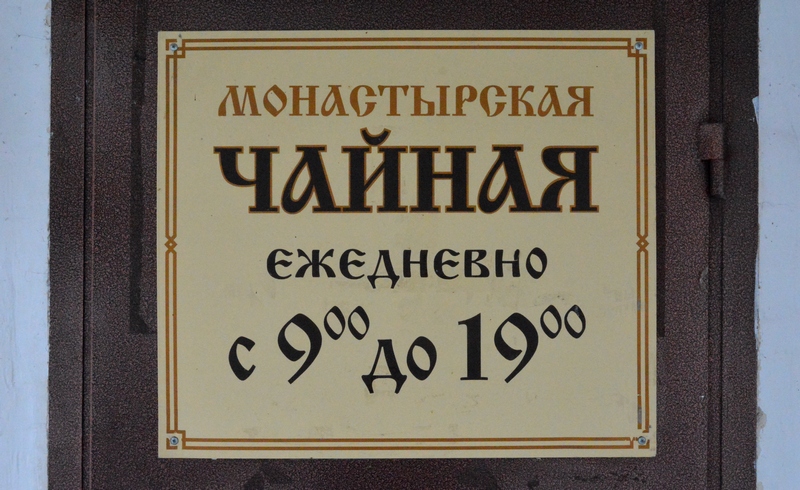 МОНАСТЫРСКАЯ
ЧАЙНАЯ
ЕЖЕДНЕВНО
с 9⁰⁰ до 19⁰⁰